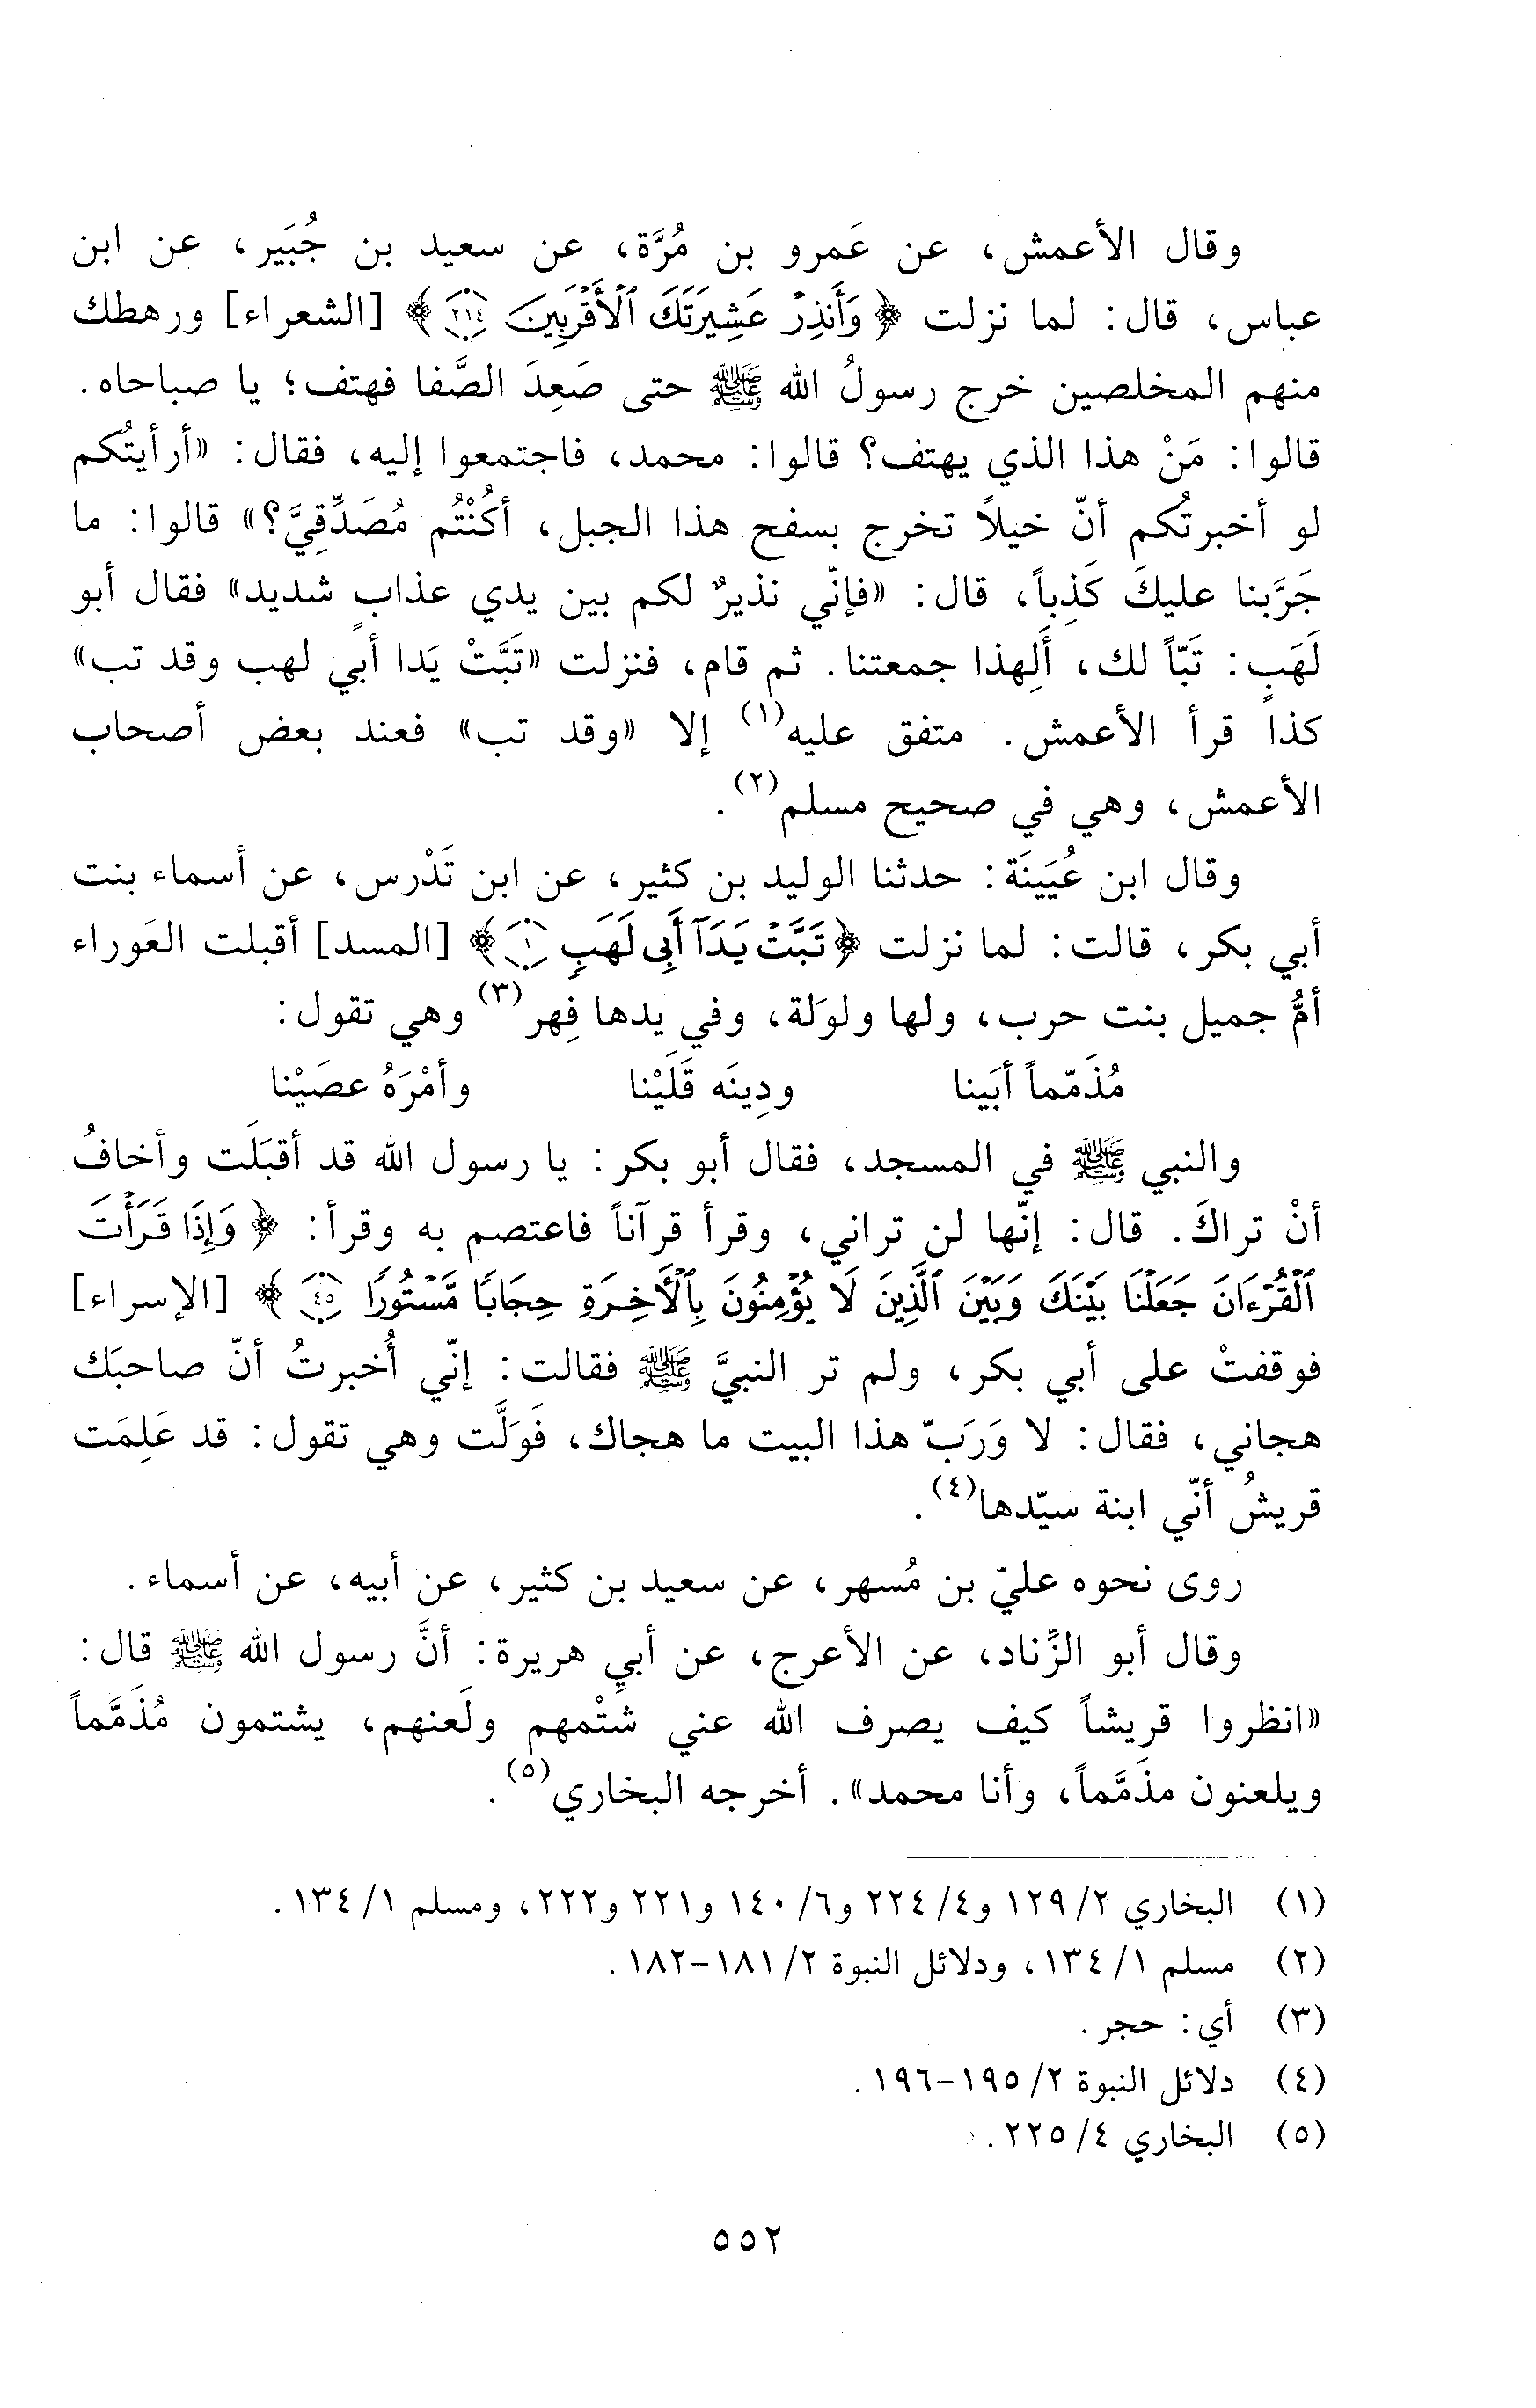 وقال الأعمش، عن عَمرو بن مُرَّة، عن سعيد بن جُبَير، عن ابن
عباس، قال: لما نزلت ﴿وَأَنذِرْ عَشِيرَتَكَ ٱلْأَقْرَبِينَ ٢١٤﴾ [الشعراء] ورهطك
منهم المخلصين خرج رسولُ الله ﷺ حتى صَعِدَ الصَّفا فهتف؛ يا صباحاه.
قالوا: مَنْ هذا الذي يهتف؟ قالوا: محمد، فاجتمعوا إليه، فقال: «أرأيتُكم
لو أخبرتُكم أنّ خيلاً تخرج بسفح هذا الجبل، أكُنْتُم مُصَدِّقِيَّ؟» قالوا: ما
جَرَّبنا عليكَ كَذِباً، قال: «فإنّي نذيرٌ لكم بين يدي عذابٍ شديد» فقال أبو
لَهَبٍ: تَبّاً لك، أَلِهذا جمعتنا. ثم قام، فنزلت «تَبَّتْ يَدا أبي لهب وقد تب»
كذا قرأ الأعمش. متفق عليه(١) إلا «وقد تب» فعند بعض أصحاب
الأعمش، وهي في صحيح مسلم(٢).
وقال ابن عُيَينَة: حدثنا الوليد بن كثير، عن ابن تَدْرس، عن أسماء بنت
أبي بكر، قالت: لما نزلت ﴿تَبَّتْ يَدَآ أَبِى لَهَبٍ ١﴾ [المسد] أقبلت العَوراء
أمُّ جميل بنت حرب، ولها ولوَلة، وفي يدها فِهر(٣) وهي تقول:
مُذَمّماً أبَينا ودِينَه قَلَيْنا وأمْرَهُ عصَيْنا
والنبي ﷺ في المسجد، فقال أبو بكر: يا رسول الله قد أقبَلَت وأخافُ
أنْ تراكَ. قال: إنّها لن تراني، وقرأ قرآناً فاعتصم به وقرأ: ﴿وَإِذَا قَرَأْتَ
ٱلْقُرْءَانَ جَعَلْنَا بَيْنَكَ وَبَيْنَ ٱلَّذِينَ لَا يُؤْمِنُونَ بِٱلْأَخِرَةِ حِجَابًا مَّسْتُورًا ٤٥﴾ [الإسراء]
فوقفتْ على أبي بكر، ولم تر النبيَّ ﷺ فقالت: إنّي أُخبرتُ أنّ صاحبَك
هجاني، فقال: لا وَرَبّ هذا البيت ما هجاك، فَوَلَّت وهي تقول: قد عَلِمَت
قريشُ أنّي ابنة سيّدها(٤).
روى نحوه عليّ بن مُسهر، عن سعيد بن كثير، عن أبيه، عن أسماء.
وقال أبو الزِّناد، عن الأعرج، عن أبي هريرة: أنَّ رسول الله ﷺ قال:
«انظروا قريشاً كيف يصرف الله عني شتْمهم ولَعنهم، يشتمون مُذَمَّماً
ويلعنون مذَمَّماً، وأنا محمد». أخرجه البخاري(٥).
(١) البخاري ٢/ ١٢٩ و٤/ ٢٢٤ و٦/ ١٤٠ و٢٢١ و٢٢٢، ومسلم ١/ ١٣٤.
(٢) مسلم ١/ ١٣٤، ودلائل النبوة ٢/ ١٨١-١٨٢.
(٣) أي: حجر.
(٤) دلائل النبوة ٢/ ١٩٥-١٩٦.
(٥) البخاري ٤/ ٢٢٥.
٥٥٢